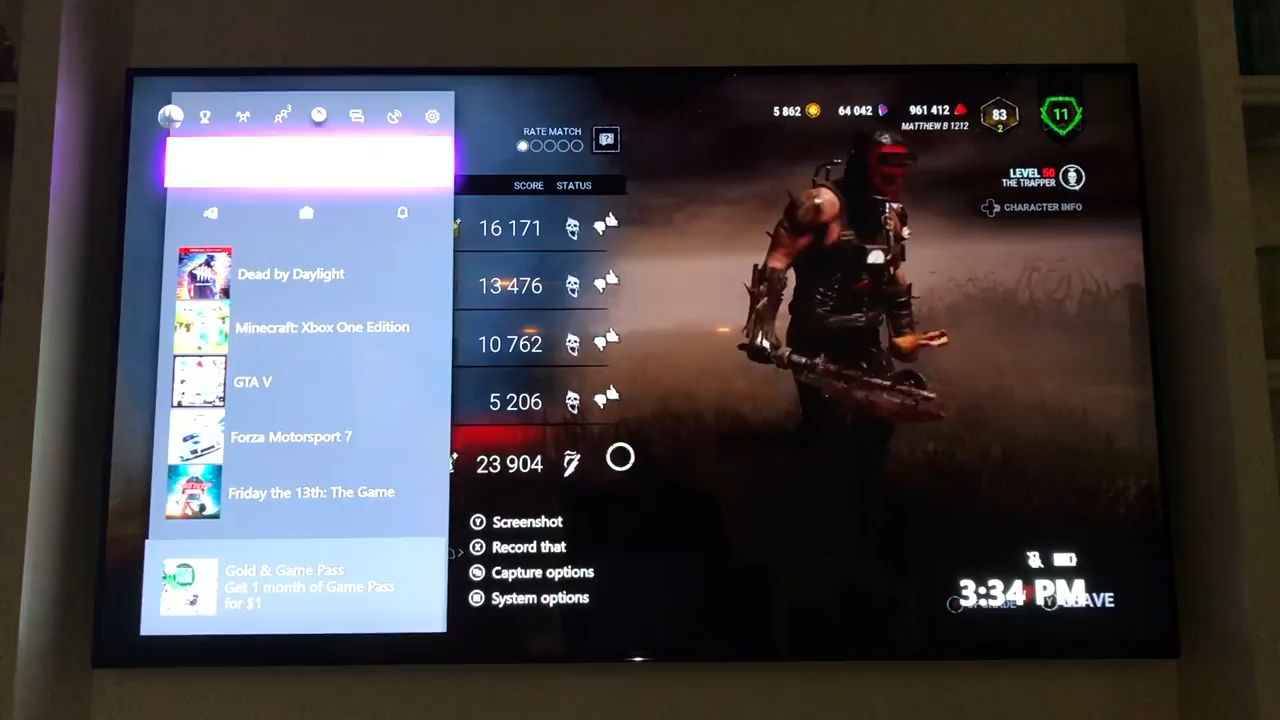 3
5 862
64 042
961 412
MATTHEW B 1212
83
2
11
RATE MATCH
SCORE STATUS
LEVEL 50
THE TRAPPER
CHARACTER INFO
16 171
13 476
10 762
5 206
23 904
Dead by Daylight
Minecraft: Xbox One Edition
GTA V
Forza Motorsport 7
Friday the 13th: The Game
Gold & Game Pass
Get 1 month of Game Pass
for $1
Y Screenshot
X Record that
Capture options
System options
3:34 PM
Y LEAVE